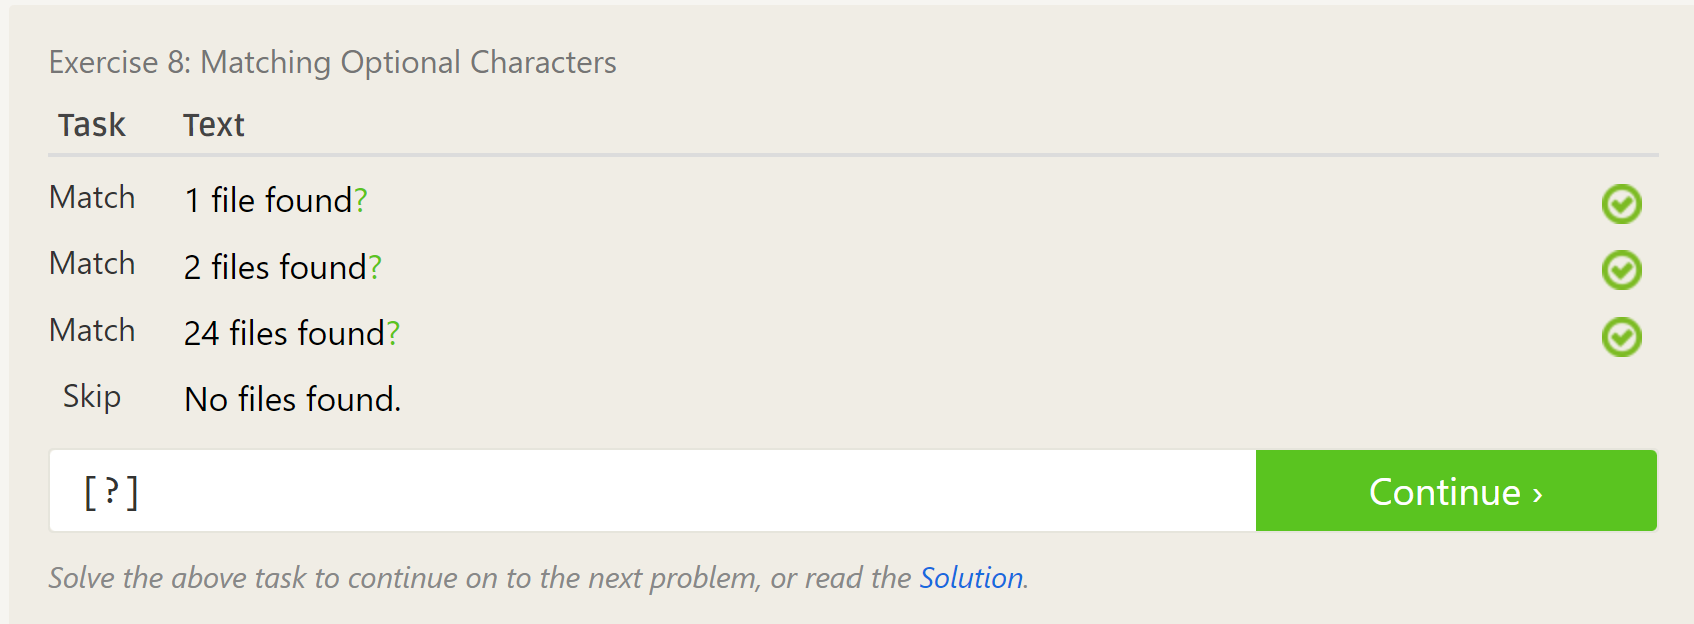 Exercise 8: Matching Optional Characters
Task Text
Match 1 file found?
Match 2 files found?
Match 24 files found?
Skip No files found.
[?] Continue ›
Solve the above task to continue on to the next problem, or read the Solution.